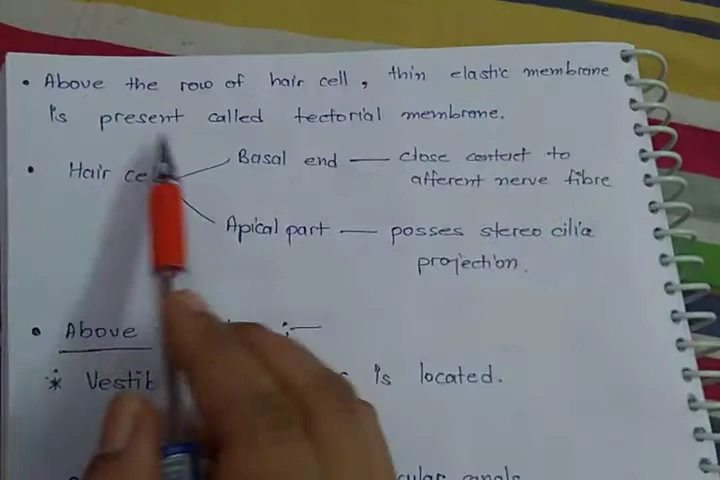 • Above the row of hair cell, thin elastic membrane
is present called tectorial membrane.
• Hair ce
Basal end — close contact to
afferent nerve fibre
Apical part — posses stereo cilia
projection.
• Above :—
* Vestib is located.
canals